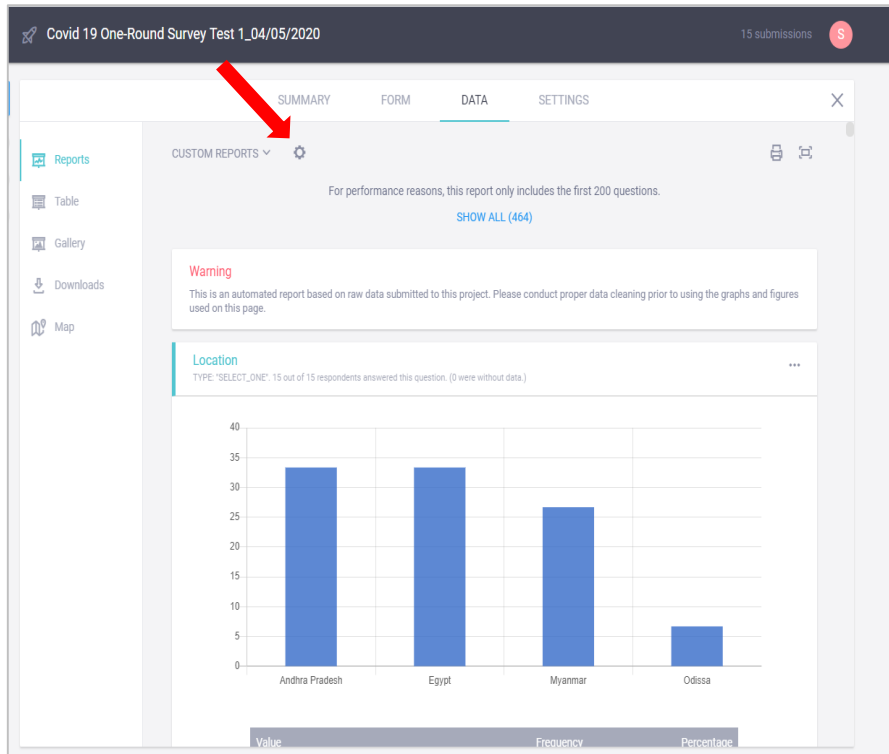 Covid 19 One-Round Survey Test 1_04/05/2020
15 submissions
S
SUMMARY FORM DATA SETTINGS
Reports
Table
Gallery
Downloads
Map
CUSTOM REPORTS
For performance reasons, this report only includes the first 200 questions.
SHOW ALL (464)
Warning
This is an automated report based on raw data submitted to this project. Please conduct proper data cleaning prior to using the graphs and figures
used on this page.
Location
TYPE: "SELECT_ONE". 15 out of 15 respondents answered this question. (0 were without data.)
40
35
30
25
20
15
10
5
0
Andhra Pradesh Egypt Myanmar Odissa
Value Frequency Percentage